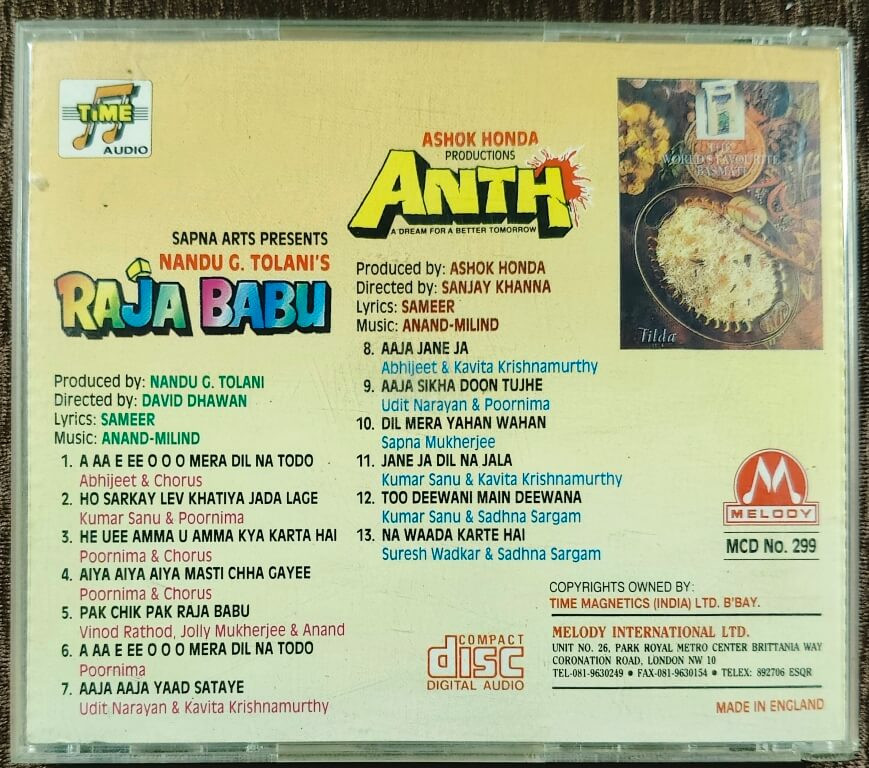 TIME
AUDIO
SAPNA ARTS PRESENTS
NANDU G. TOLANI'S
RAJA BABU
Produced by: NANDU G. TOLANI
Directed by: DAVID DHAWAN
Lyrics: SAMEER
Music: ANAND-MILIND
1. A AA E EE O O O MERA DIL NA TODO
Abhijeet & Chorus
2. HO SARKAY LEV KHATIYA JADA LAGE
Kumar Sanu & Poornima
3. HE UEE AMMA U AMMA KYA KARTA HAI
Poornima & Chorus
4. AIYA AIYA AIYA MASTI CHHA GAYEE
Poornima & Chorus
5. PAK CHIK PAK RAJA BABU
Vinod Rathod, Jolly Mukherjee & Anand
6. A AA E EE O O O MERA DIL NA TODO
Poornima
7. AAJA AAJA YAAD SATAYE
Udit Narayan & Kavita Krishnamurthy
ASHOK HONDA
PRODUCTIONS
ANTH
A DREAM FOR A BETTER TOMORROW
Produced by: ASHOK HONDA
Directed by: SANJAY KHANNA
Lyrics: SAMEER
Music: ANAND-MILIND
8. AAJA JANE JA
Abhijeet & Kavita Krishnamurthy
9. AAJA SIKHA DOON TUJHE
Udit Narayan & Poornima
10. DIL MERA YAHAN WAHAN
Sapna Mukherjee
11. JANE JA DIL NA JALA
Kumar Sanu & Kavita Krishnamurthy
12. TOO DEEWANI MAIN DEEWANA
Kumar Sanu & Sadhna Sargam
13. NA WAADA KARTE HAI
Suresh Wadkar & Sadhna Sargam
COMPACT
disc
DIGITAL AUDIO
THE
WORLD'S FAVOURITE
BASMATI
Tilda
MELODY
MCD No. 299
COPYRIGHTS OWNED BY:
TIME MAGNETICS (INDIA) LTD. B'BAY.
MELODY INTERNATIONAL LTD.
UNIT NO. 26, PARK ROYAL METRO CENTER BRITTANIA WAY
CORONATION ROAD, LONDON NW 10
TEL-081-9630249 • FAX-081-9630154 • TELEX: 892706 ESQR
MADE IN ENGLAND